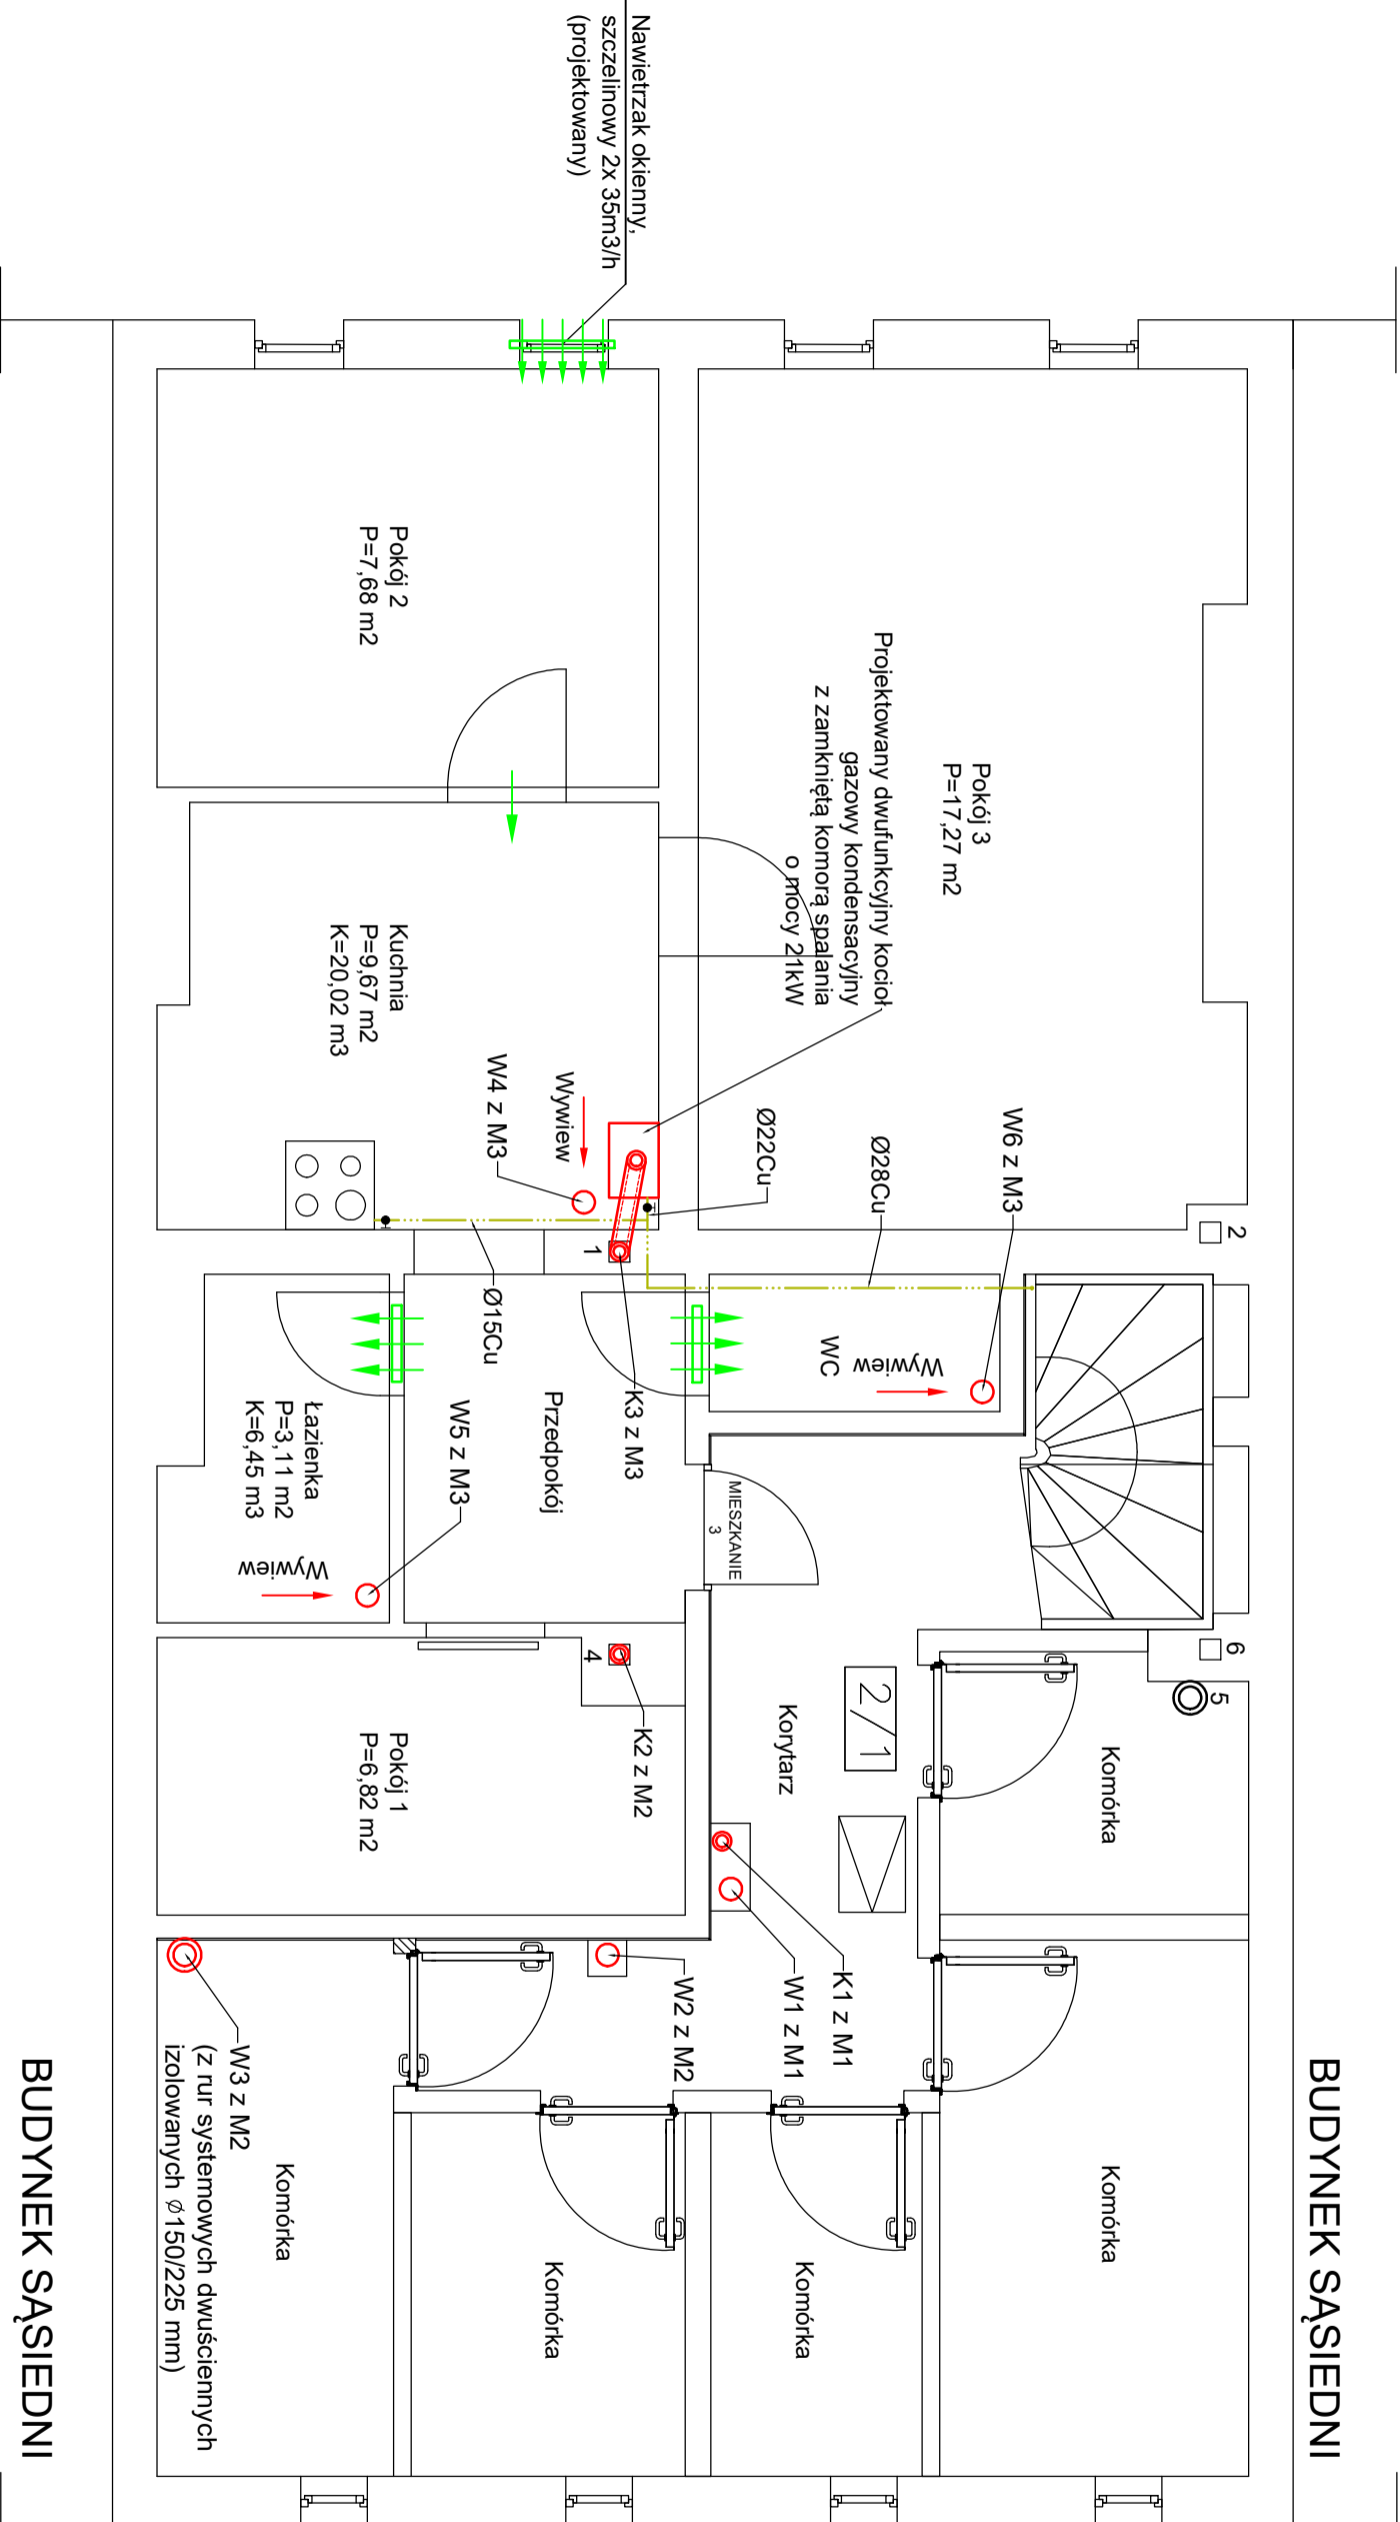 BUDYNEK SĄSIEDNI
2
6
5
Komórka
Komórka
W6 z M3
Pokój 3
P=17,27 m2
Projektowany dwufunkcyjny kocioł
gazowy kondensacyjny
z zamkniętą komorą spalania
o mocy 21kW
Ø28Cu
Ø22Cu
WC
Wywiew
2/1
Korytarz
K1 z M1
W1 z M1
Komórka
MIESZKANIE
3
Nawietrzak okienny,
szczelinowy 2x 35m3/h
(projektowany)
Wywiew
W4 z M3
1
K3 z M3
Przedpokój
4
K2 z M2
W2 z M2
Komórka
Ø15Cu
W5 z M3
Pokój 2
P=7,68 m2
Kuchnia
P=9,67 m2
K=20,02 m3
Łazienka
P=3,11 m2
K=6,45 m3
Wywiew
Pokój 1
P=6,82 m2
Komórka
W3 z M2
(z rur systemowych dwuściennych
izolowanych Ø150/225 mm)
BUDYNEK SĄSIEDNI